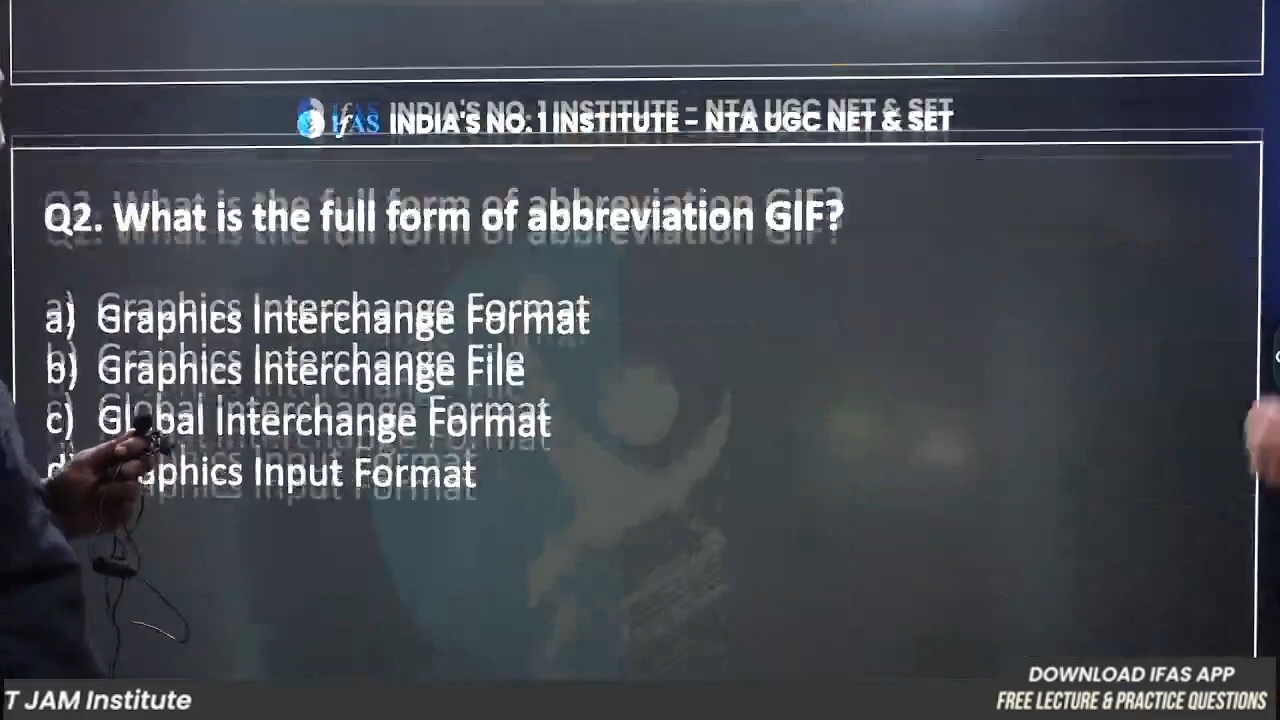 IFAS INDIA'S NO. 1 INSTITUTE - NTA UGC NET & SET
Q2. What is the full form of abbreviation GIF?
a) Graphics Interchange Format
b) Graphics Interchange File
c) Global Interchange Format
d) Graphics Input Format
DOWNLOAD IFAS APP
T JAM Institute
FREE LECTURE & PRACTICE QUESTIONS